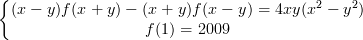 (x − y)f(x + y) − (x + y)f(x − y) = 4xy(x² − y²)
f(1) = 2009